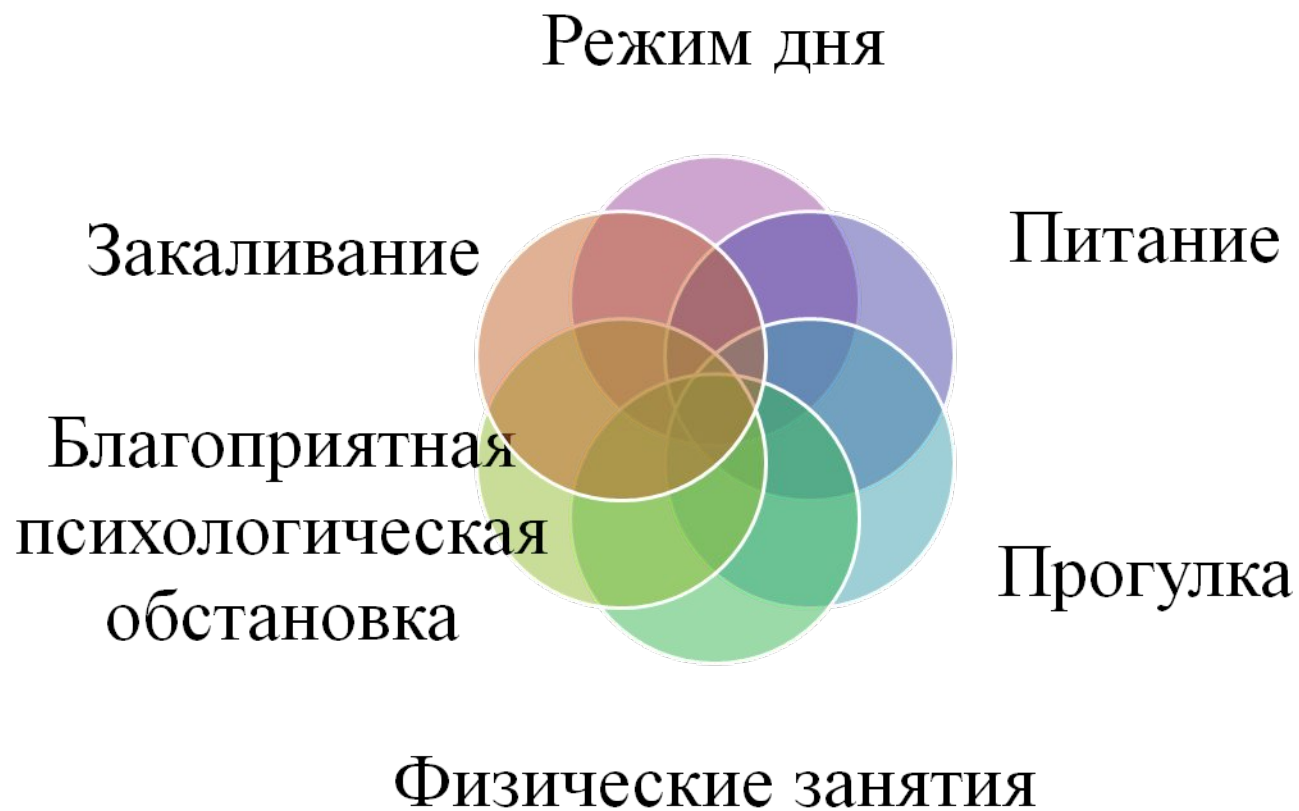 Режим дня
Закаливание
Питание
Благоприятная
психологическая
обстановка
Прогулка
Физические занятия